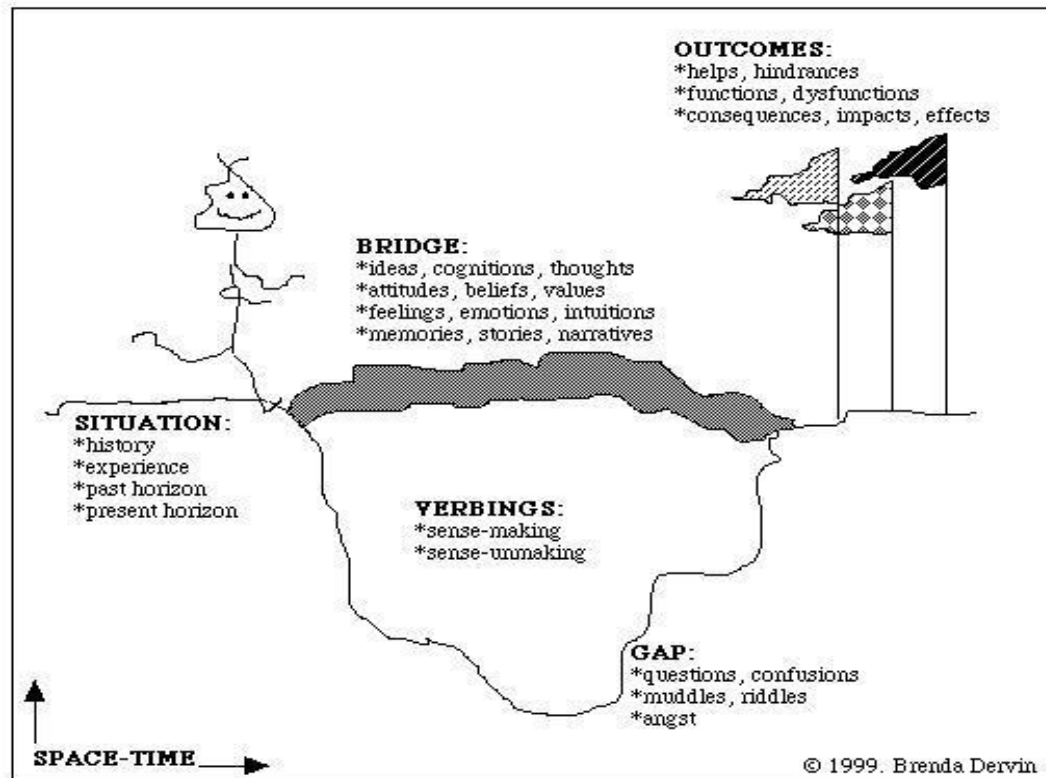 OUTCOMES:
*helps, hindrances
*functions, dysfunctions
*consequences, impacts, effects
BRIDGE:
*ideas, cognitions, thoughts
*attitudes, beliefs, values
*feelings, emotions, intuitions
*memories, stories, narratives
SITUATION:
*history
*experience
*past horizon
*present horizon
VERBINGS:
*sense-making
*sense-unmaking
GAP:
*questions, confusions
*muddles, riddles
*angst
SPACE-TIME
© 1999. Brenda Dervin